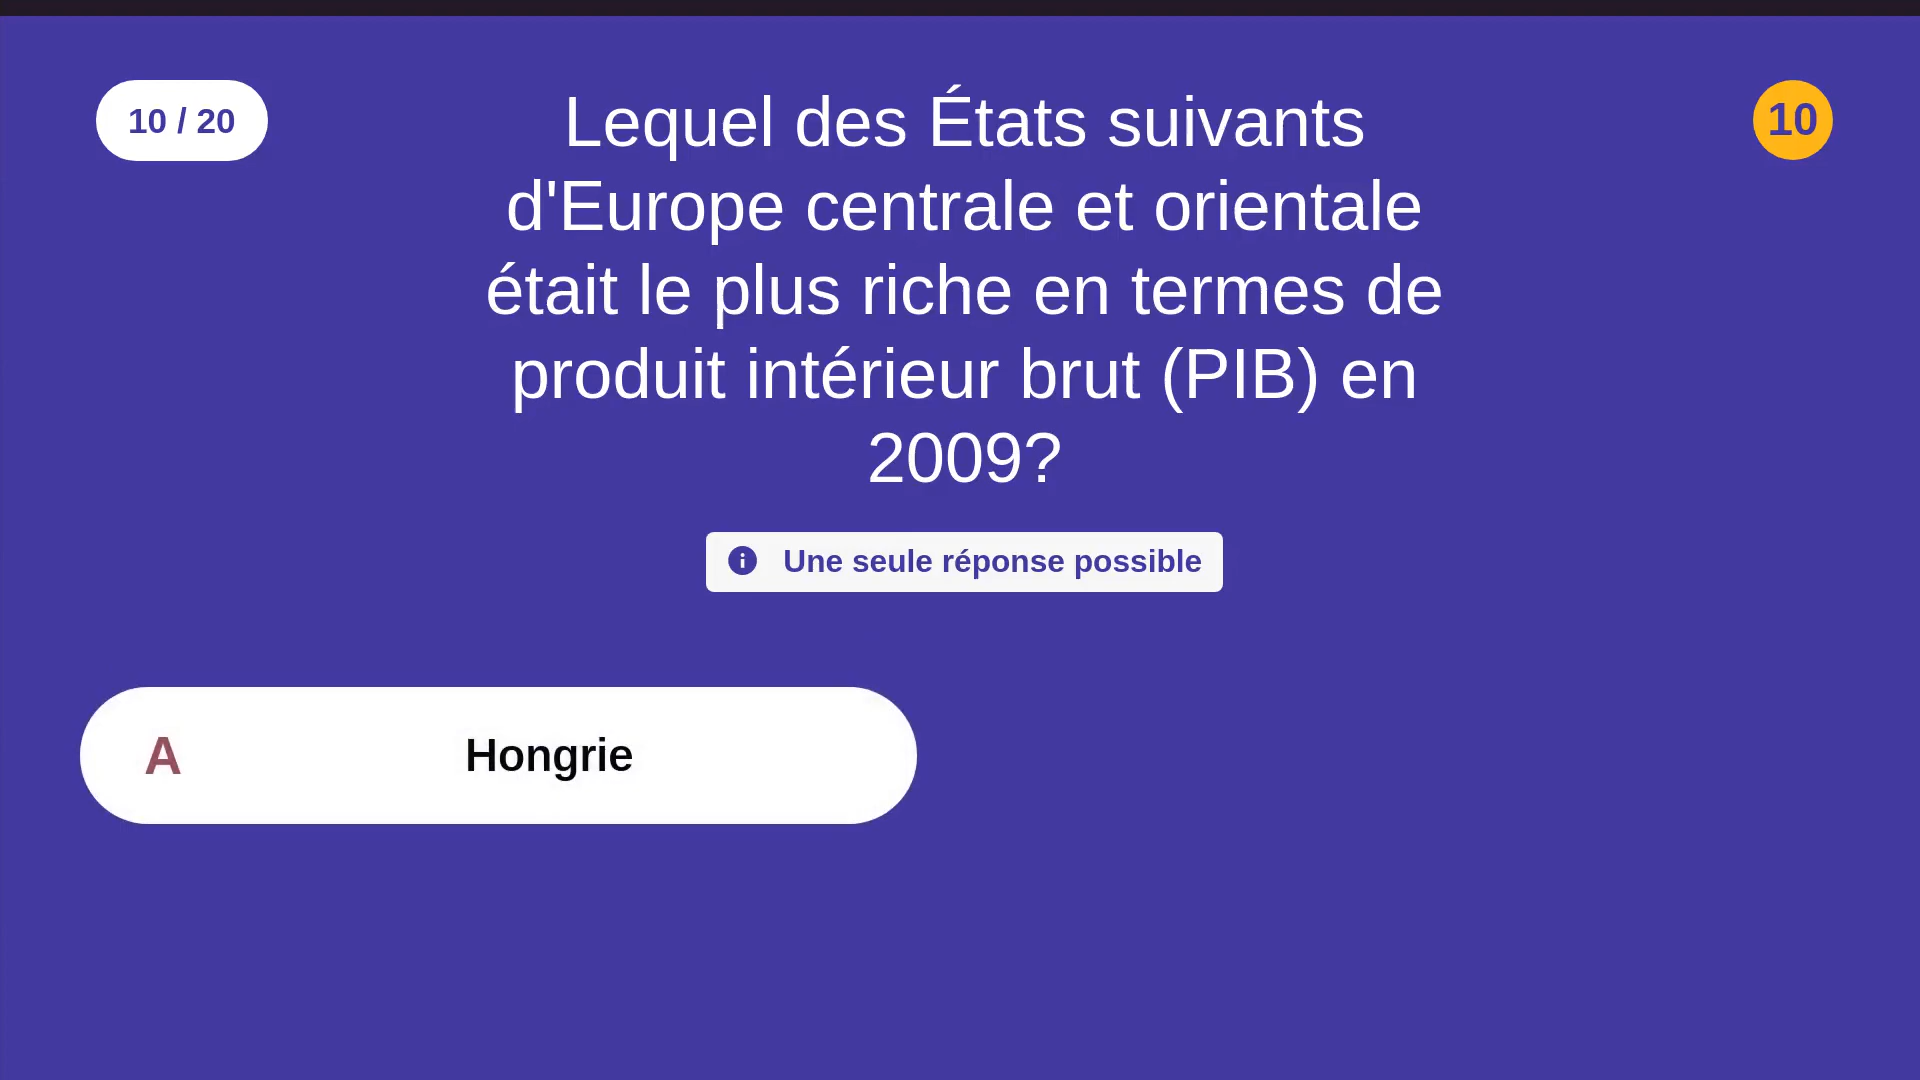 10 / 20
Lequel des États suivants
d'Europe centrale et orientale
était le plus riche en termes de
produit intérieur brut (PIB) en
2009?
10
Une seule réponse possible
A Hongrie